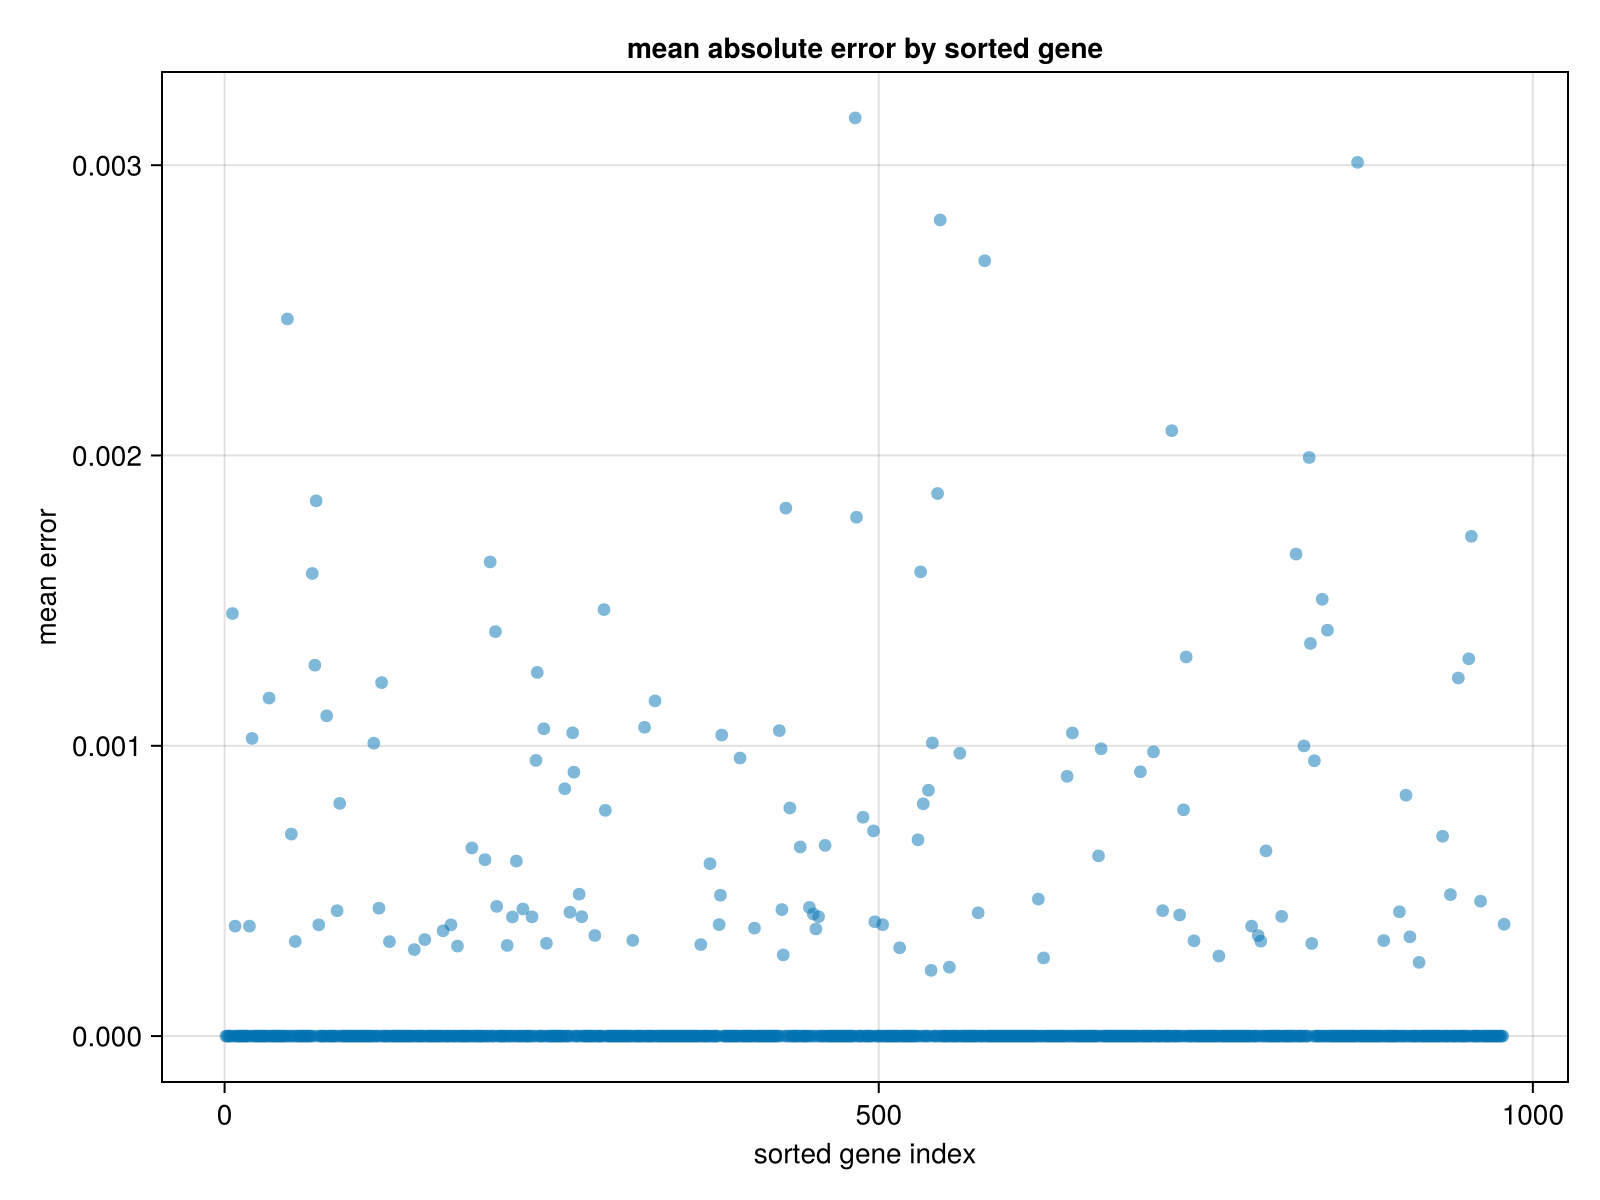 mean absolute error by sorted gene
0.003
0.002
0.001
0.000
mean error
0
500
1000
sorted gene index